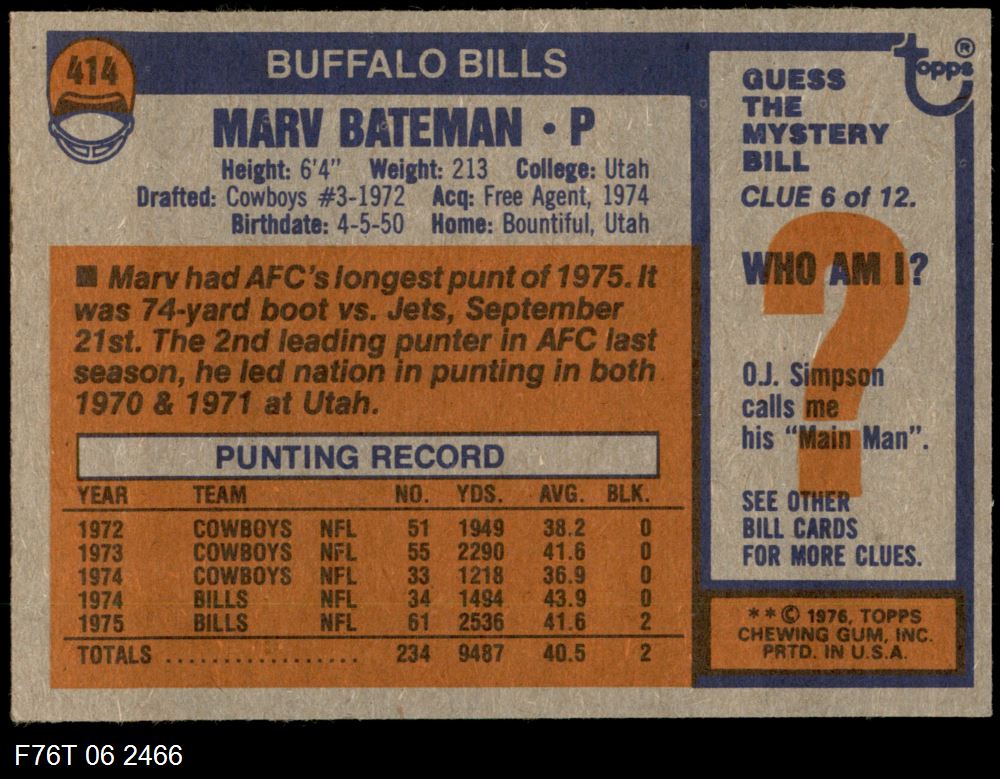 414
BUFFALO BILLS
MARV BATEMAN • P
Height: 6'4" Weight: 213 College: Utah
Drafted: Cowboys #3-1972 Acq: Free Agent, 1974
Birthdate: 4-5-50 Home: Bountiful, Utah
■ Marv had AFC's longest punt of 1975. It
was 74-yard boot vs. Jets, September
21st. The 2nd leading punter in AFC last
season, he led nation in punting in both
1970 & 1971 at Utah.
PUNTING RECORD
YEAR TEAM NO. YDS. AVG. BLK.
1972 COWBOYS NFL 51 1949 38.2 0
1973 COWBOYS NFL 55 2290 41.6 0
1974 COWBOYS NFL 33 1218 36.9 0
1974 BILLS NFL 34 1494 43.9 0
1975 BILLS NFL 61 2536 41.6 2
TOTALS .................. 234 9487 40.5 2
topps ®
GUESS
THE
MYSTERY
BILL
CLUE 6 of 12.
WHO AM I?
?
O.J. Simpson
calls me
his "Main Man".
SEE OTHER
BILL CARDS
FOR MORE CLUES.
**© 1976, TOPPS
CHEWING GUM, INC.
PRTD. IN U.S.A.
F76T 06 2466